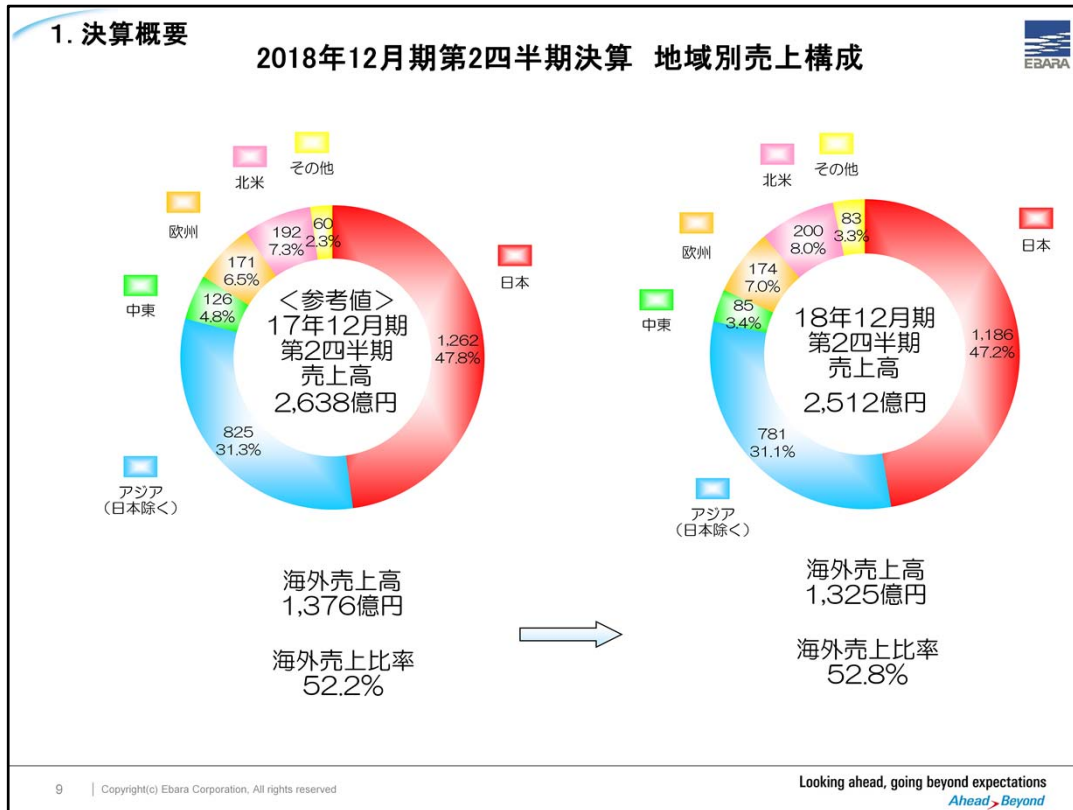 1. 決算概要
2018年12月期第2四半期決算 地域別売上構成
EBARA
その他
北米
欧州
中東
日本
アジア
(日本除く)
60
2.3%
192
7.3%
171
6.5%
126
4.8%
825
31.3%
1,262
47.8%
<参考値>
17年12月期
第2四半期
売上高
2,638億円
海外売上高
1,376億円
海外売上比率
52.2%
その他
北米
欧州
中東
日本
アジア
(日本除く)
83
3.3%
200
8.0%
174
7.0%
85
3.4%
781
31.1%
1,186
47.2%
18年12月期
第2四半期
売上高
2,512億円
海外売上高
1,325億円
海外売上比率
52.8%
9 | Copyright(c) Ebara Corporation, All rights reserved
Looking ahead, going beyond expectations
Ahead Beyond